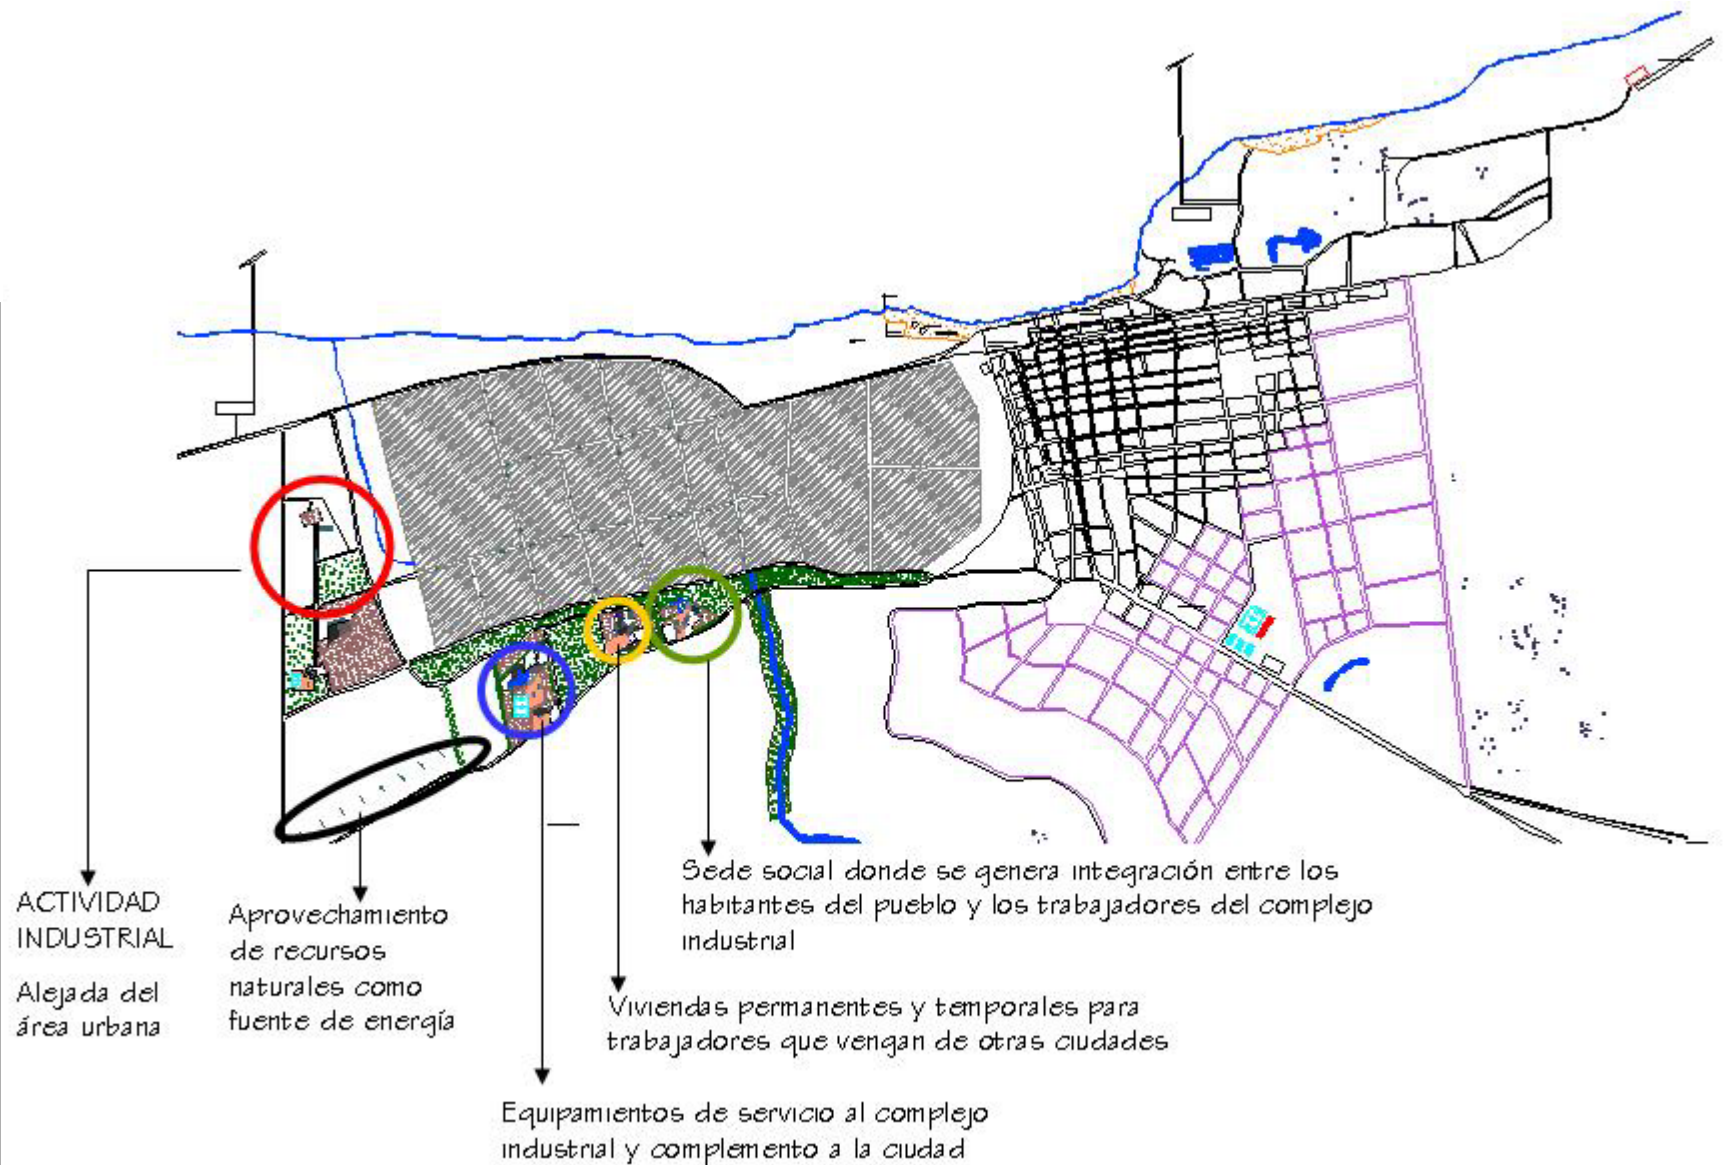 ACTIVIDAD
INDUSTRIAL
Alejada del
área urbana
Aprovechamiento
de recursos
naturales como
fuente de energía
Sede social donde se genera integración entre los
habitantes del pueblo y los trabajadores del complejo
industrial
Viviendas permanentes y temporales para
trabajadores que vengan de otras ciudades
Equipamientos de servicio al complejo
industrial y complemento a la ciudad